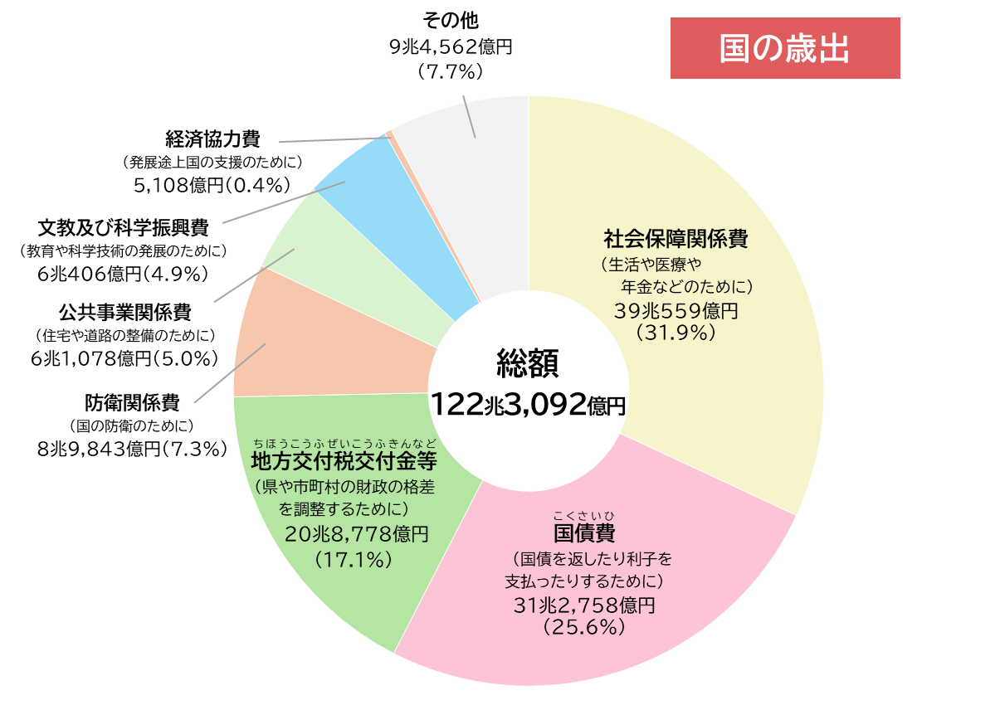 国の歳出
その他
9兆4,562億円
(7.7%)
経済協力費
(発展途上国の支援のために)
5,108億円(0.4%)
文教及び科学振興費
(教育や科学技術の発展のために)
6兆406億円(4.9%)
公共事業関係費
(住宅や道路の整備のために)
6兆1,078億円(5.0%)
防衛関係費
(国の防衛のために)
8兆9,843億円(7.3%)
社会保障関係費
(生活や医療や
年金などのために)
39兆559億円
(31.9%)
総額
122兆3,092億円
ちほうこうふぜいこうふきんなど
地方交付税交付金等
(県や市町村の財政の格差
を調整するために)
20兆8,778億円
(17.1%)
こくさいひ
国債費
(国債を返したり利子を
支払ったりするために)
31兆2,758億円
(25.6%)